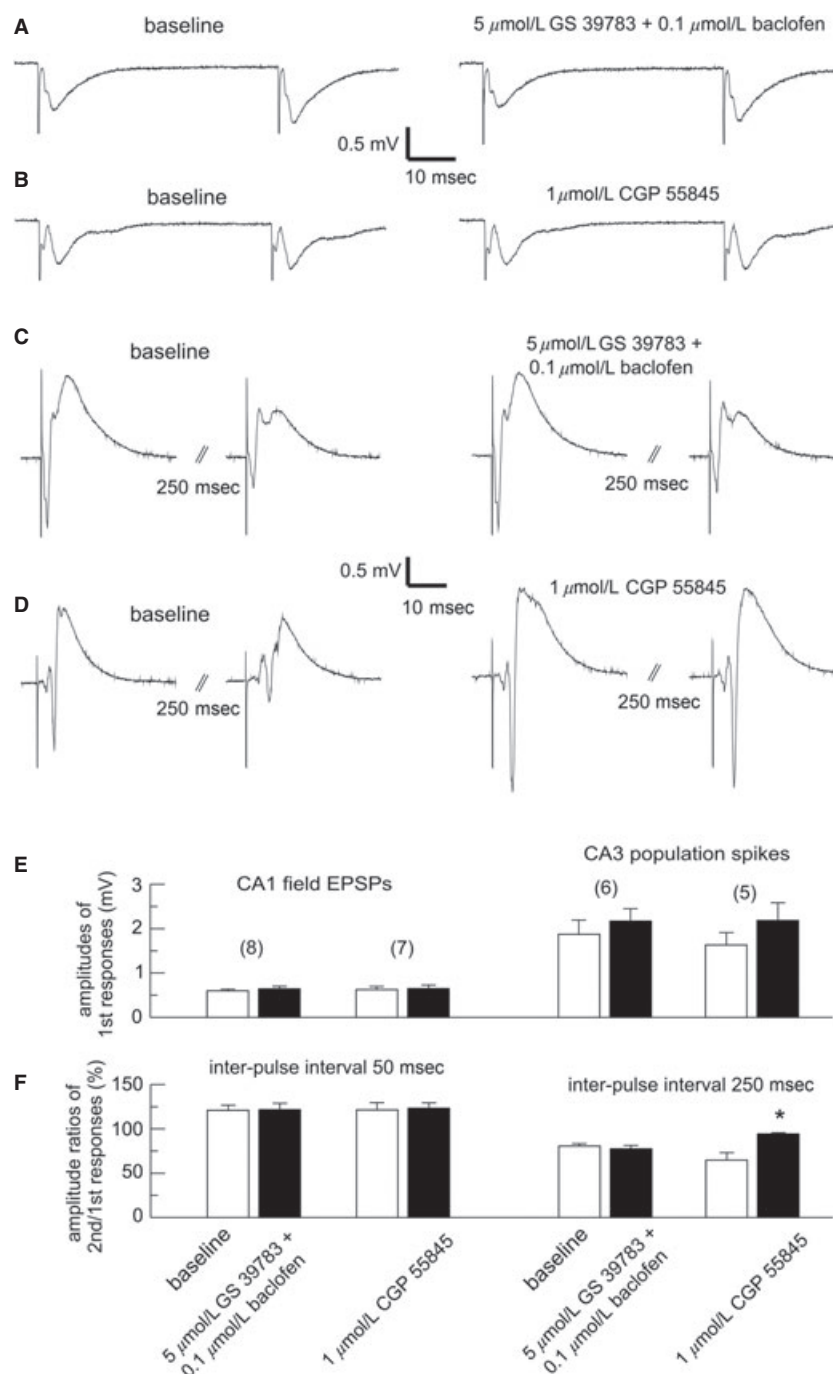 A
baseline
5 μmol/L GS 39783 + 0.1 μmol/L baclofen
0.5 mV
10 msec
B
baseline
1 μmol/L CGP 55845
C
baseline
5 μmol/L GS 39783 +
0.1 μmol/L baclofen
250 msec
250 msec
0.5 mV
10 msec
D
baseline
1 μmol/L CGP 55845
250 msec
250 msec
E
CA1 field EPSPs
CA3 population spikes
amplitudes of
1st responses (mV)
3
2
1
0
(8)
(7)
(6)
(5)
F
inter-pulse interval 50 msec
inter-pulse interval 250 msec
amplitude ratios of
2nd/1st responses (%)
150
100
50
0
*
baseline
5 μmol/L GS 39783 +
0.1 μmol/L baclofen
1 μmol/L CGP 55845
baseline
5 μmol/L GS 39783 +
0.1 μmol/L baclofen
1 μmol/L CGP 55845